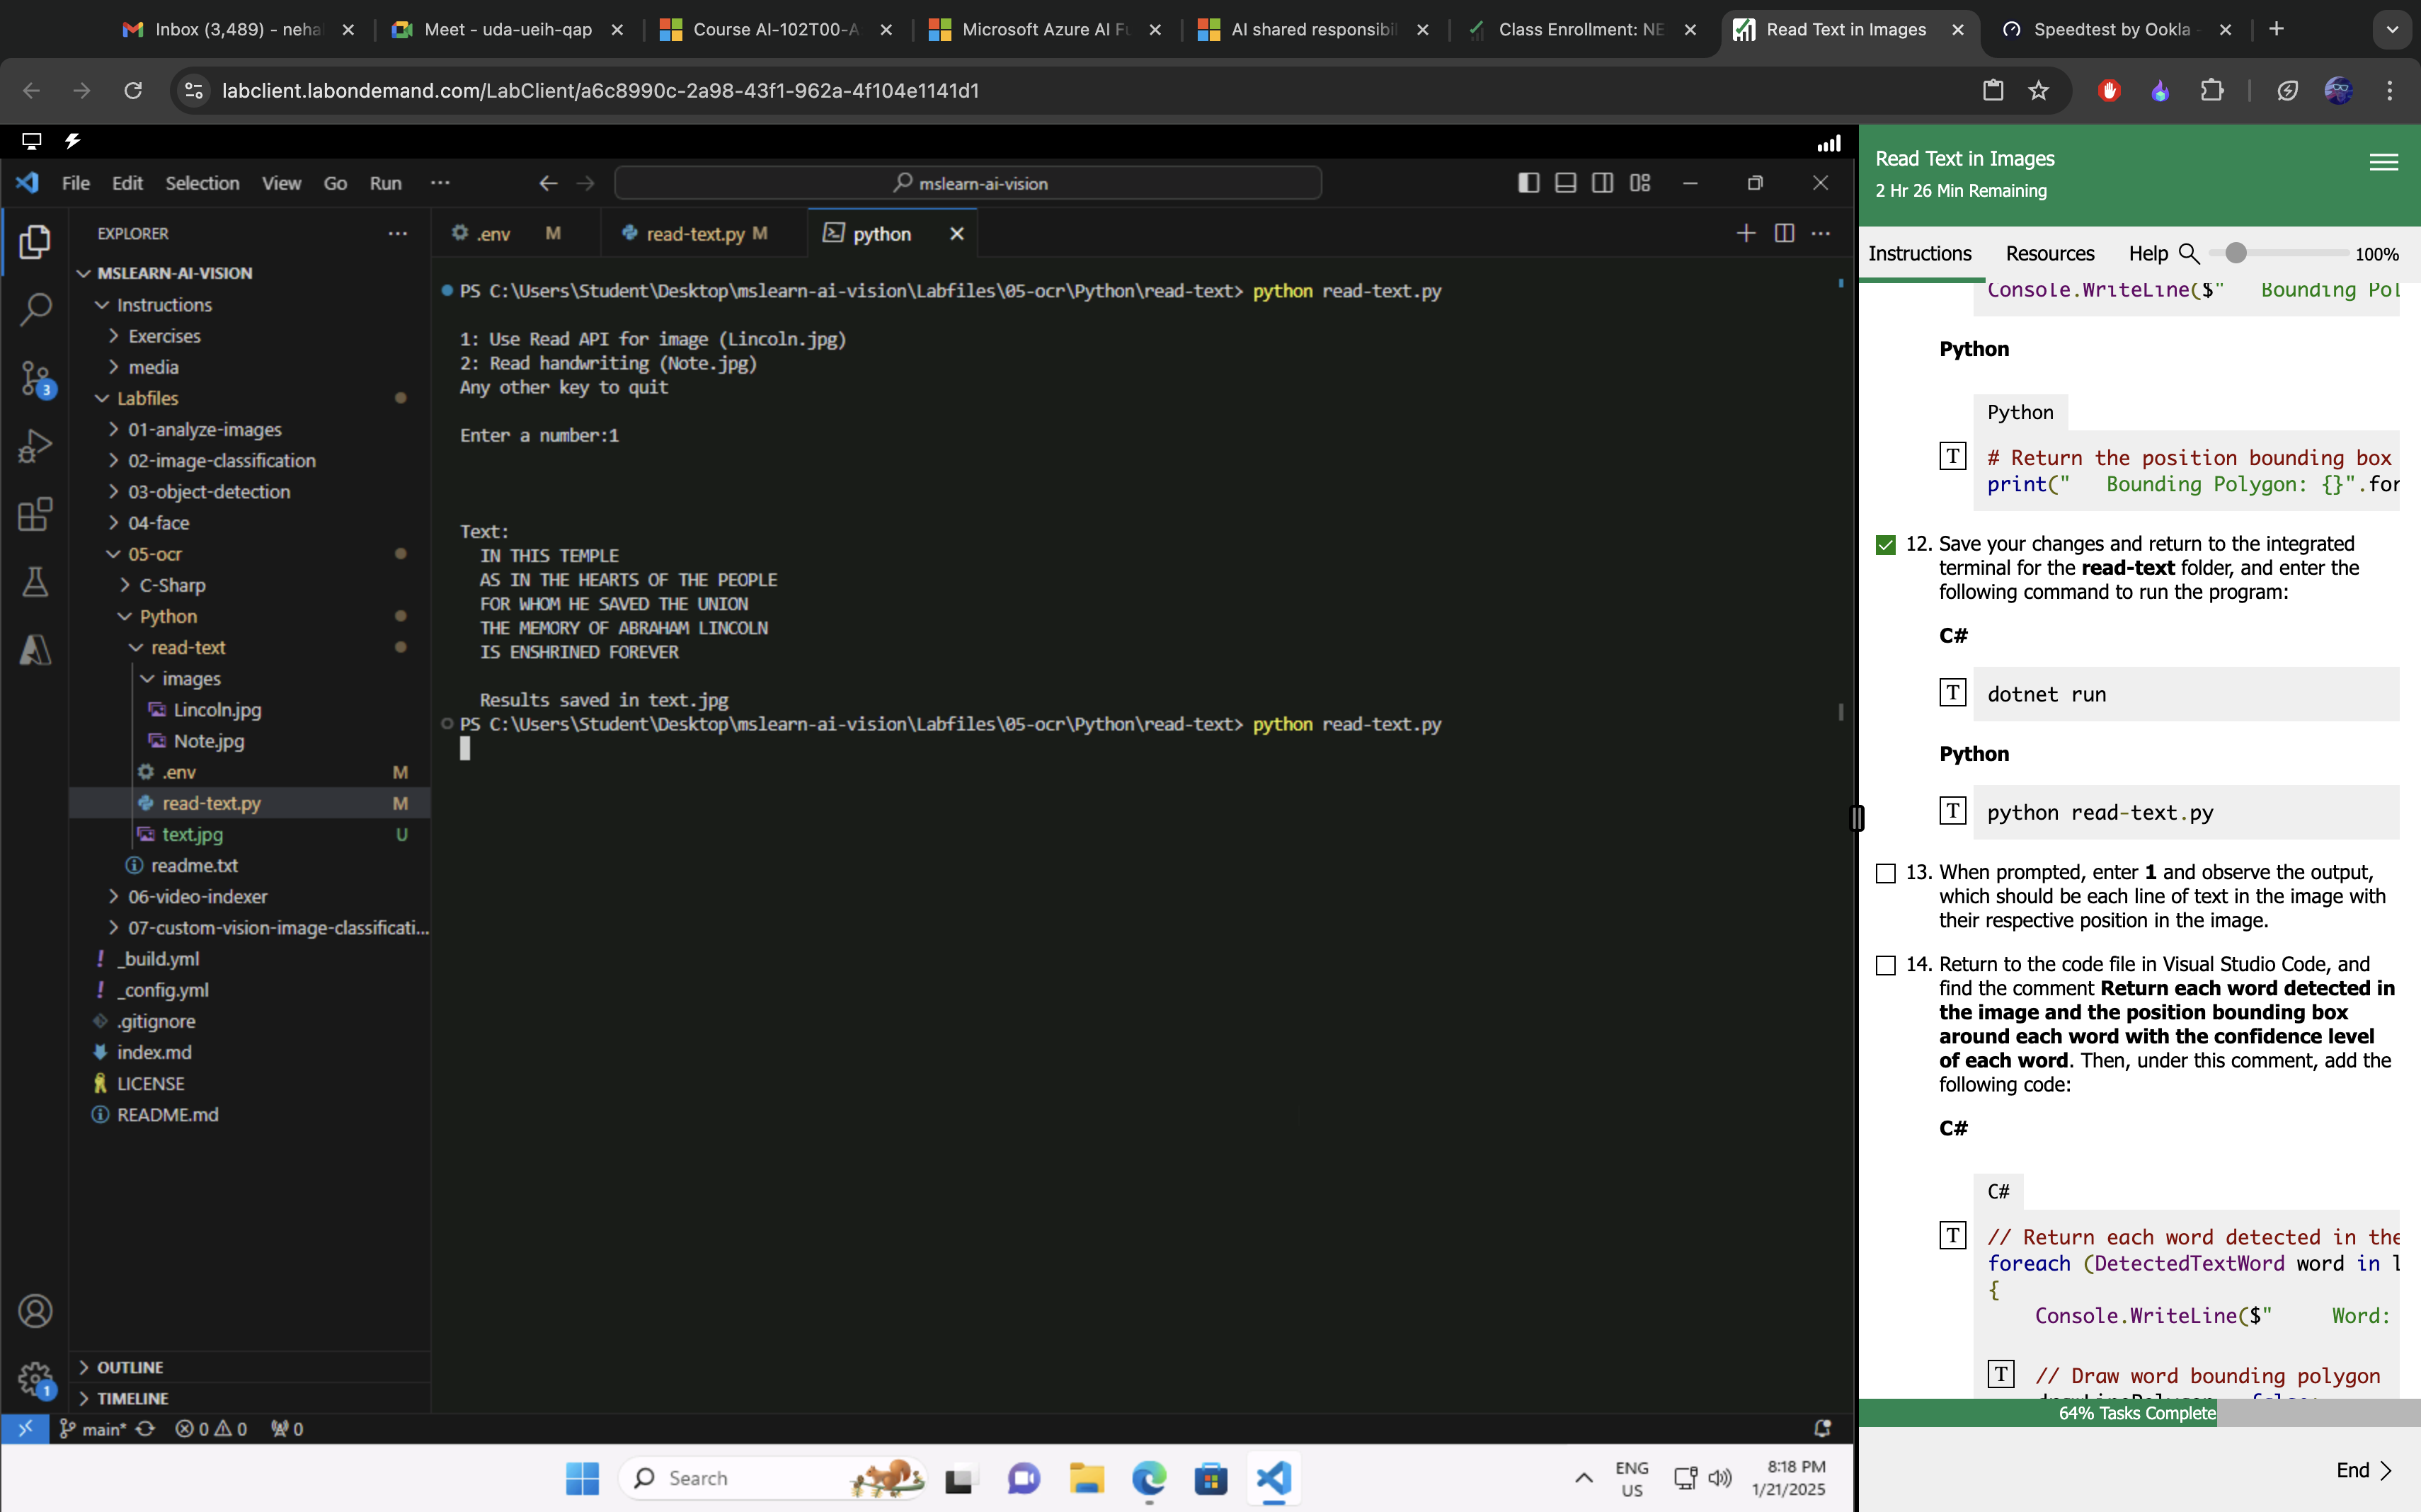 Inbox (3,489) - neha
Meet - uda-ueih-qap
Course AI-102T00-A
Microsoft Azure AI Fu
AI shared responsibil
Class Enrollment: NE
Read Text in Images
Speedtest by Ookla
labclient.labondemand.com/LabClient/a6c8990c-2a98-43f1-962a-4f104e1141d1
File Edit Selection View Go Run ···
mslearn-ai-vision
EXPLORER
MSLEARN-AI-VISION
Instructions
Exercises
media
Labfiles
01-analyze-images
02-image-classification
03-object-detection
04-face
05-ocr
C-Sharp
Python
read-text
images
Lincoln.jpg
Note.jpg
.env M
read-text.py M
text.jpg U
readme.txt
06-video-indexer
07-custom-vision-image-classificati...
_build.yml
_config.yml
.gitignore
index.md
LICENSE
README.md
OUTLINE
TIMELINE
3
1
.env M
read-text.py M
python
PS C:\Users\Student\Desktop\mslearn-ai-vision\Labfiles\05-ocr\Python\read-text> python read-text.py
1: Use Read API for image (Lincoln.jpg)
2: Read handwriting (Note.jpg)
Any other key to quit
Enter a number:1
Text:
IN THIS TEMPLE
AS IN THE HEARTS OF THE PEOPLE
FOR WHOM HE SAVED THE UNION
THE MEMORY OF ABRAHAM LINCOLN
IS ENSHRINED FOREVER
Results saved in text.jpg
PS C:\Users\Student\Desktop\mslearn-ai-vision\Labfiles\05-ocr\Python\read-text> python read-text.py
main* 0 0 0
Search
ENG
US
8:18 PM
1/21/2025
Read Text in Images
2 Hr 26 Min Remaining
Instructions Resources Help 100%
Console.WriteLine($" Bounding Pol
Python
Python
T
# Return the position bounding box
print(" Bounding Polygon: {}".for
12. Save your changes and return to the integrated
terminal for the read-text folder, and enter the
following command to run the program:
C#
T dotnet run
Python
T python read-text.py
13. When prompted, enter 1 and observe the output,
which should be each line of text in the image with
their respective position in the image.
14. Return to the code file in Visual Studio Code, and
find the comment Return each word detected in
the image and the position bounding box
around each word with the confidence level
of each word. Then, under this comment, add the
following code:
C#
C#
T
// Return each word detected in the
foreach (DetectedTextWord word in l
{
Console.WriteLine($" Word:
T // Draw word bounding polygon
64% Tasks Complete
End